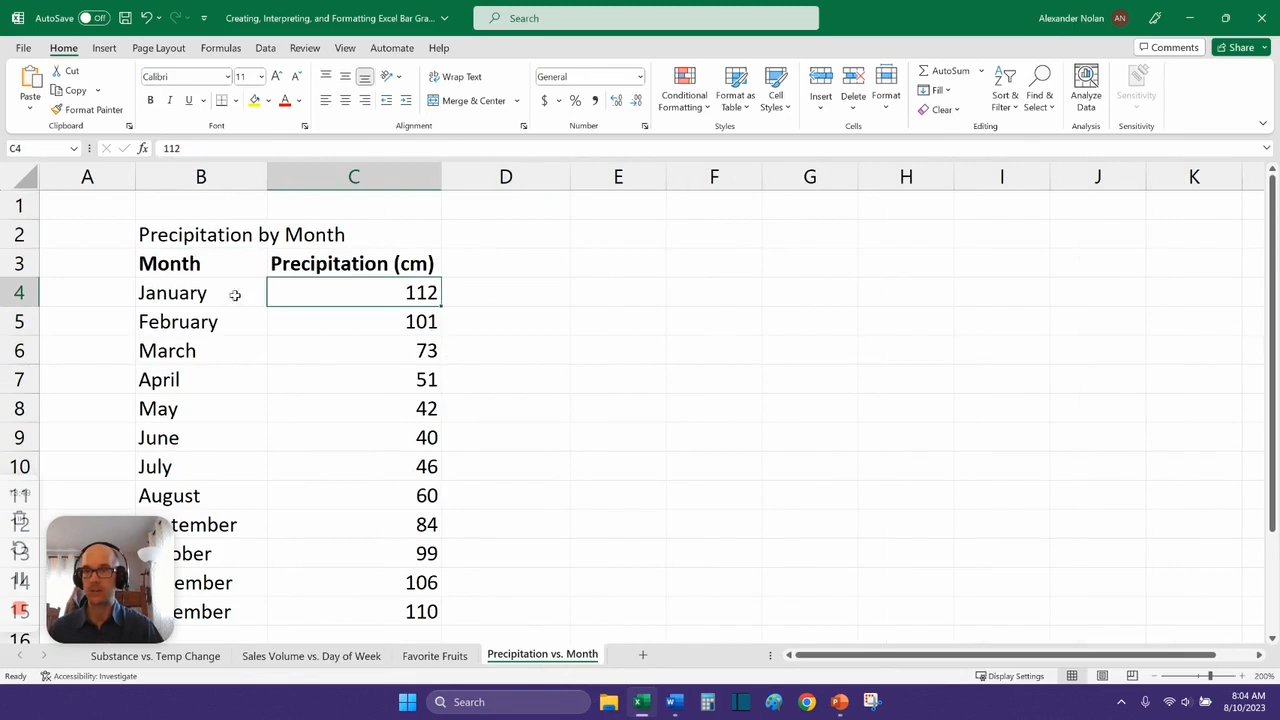 AutoSave Off Creating, Interpreting, and Formatting Excel Bar Gra... Search Alexander Nolan AN
File Home Insert Page Layout Formulas Data Review View Automate Help Comments Share
Paste Cut Copy Format Painter Clipboard
Calibri 11 B I U A Font
Wrap Text Merge & Center Alignment
General $ % , Number
Conditional Formatting Format as Table Cell Styles Styles
Insert Delete Format Cells
AutoSum Fill Clear Sort & Filter Find & Select Editing
Analyze Data Analysis
Sensitivity Sensitivity
C4 fx 112
A B C D E F G H I J K
1
2 Precipitation by Month
3 Month Precipitation (cm)
4 January 112
5 February 101
6 March 73
7 April 51
8 May 42
9 June 40
10 July 46
11 August 60
12 tember 84
13 ober 99
14 ember 106
15 ember 110
16
Substance vs. Temp Change Sales Volume vs. Day of Week Favorite Fruits Precipitation vs. Month
Ready Accessibility: Investigate Display Settings 200%
Search 8:04 AM
8/10/2023